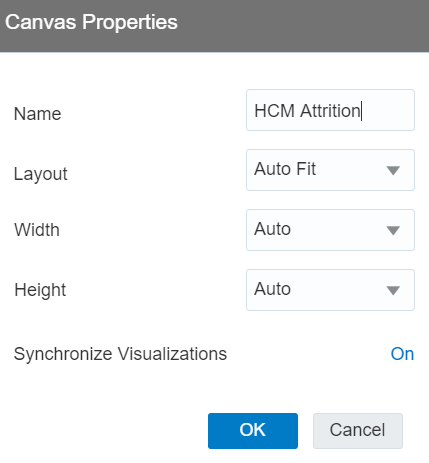 Canvas Properties
Name HCM Attrition
Layout Auto Fit
Width Auto
Height Auto
Synchronize Visualizations On
OK Cancel